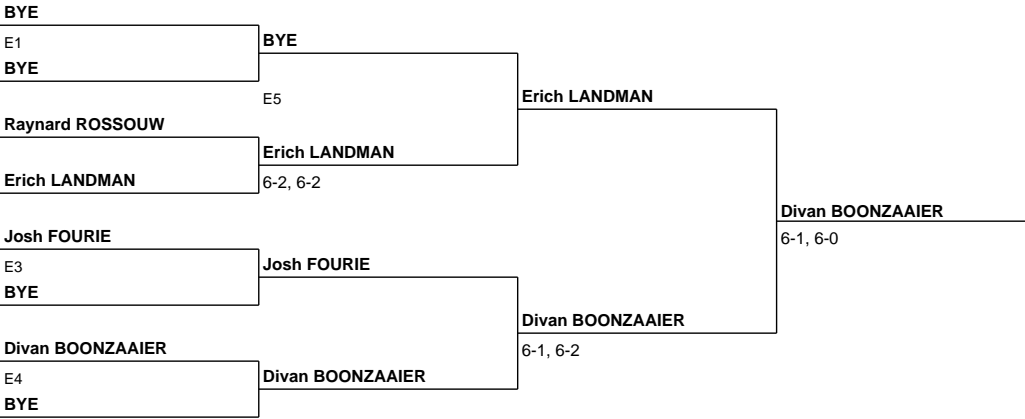 BYE
E1
BYE
BYE
E5
Erich LANDMAN
Raynard ROSSOUW
Erich LANDMAN
Erich LANDMAN
6-2, 6-2
Divan BOONZAAIER
6-1, 6-0
Josh FOURIE
E3
Josh FOURIE
BYE
Divan BOONZAAIER
6-1, 6-2
Divan BOONZAAIER
E4
Divan BOONZAAIER
BYE